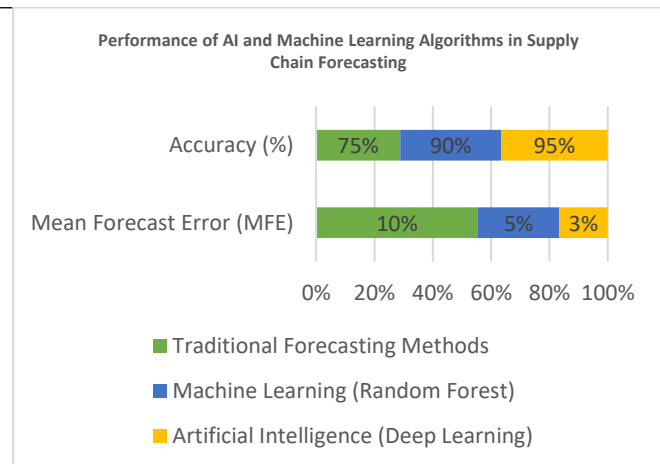 Performance of AI and Machine Learning Algorithms in Supply
Chain Forecasting
Accuracy (%)
75% 90% 95%
Mean Forecast Error (MFE)
10% 5% 3%
0% 20% 40% 60% 80% 100%
Traditional Forecasting Methods
Machine Learning (Random Forest)
Artificial Intelligence (Deep Learning)